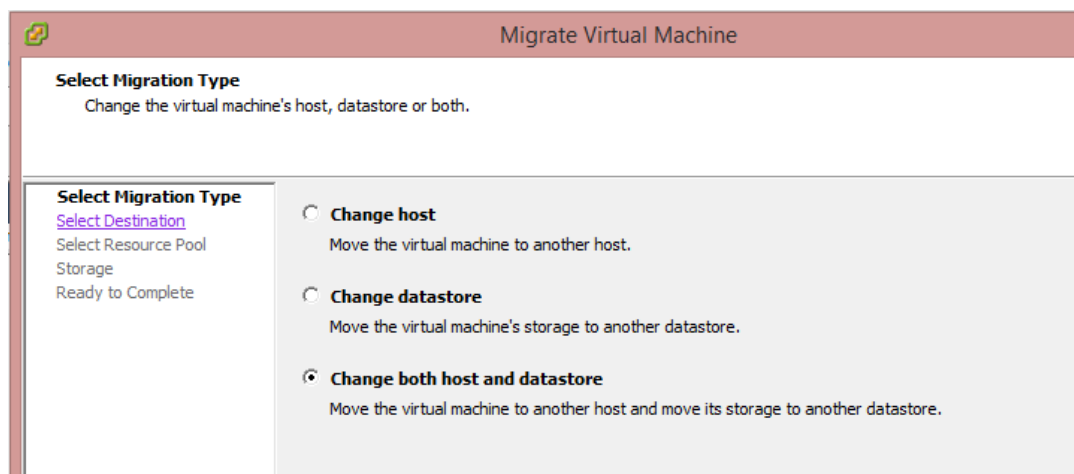 Migrate Virtual Machine
Select Migration Type
Change the virtual machine's host, datastore or both.
Select Migration Type
Select Destination
Select Resource Pool
Storage
Ready to Complete
Change host
Move the virtual machine to another host.
Change datastore
Move the virtual machine's storage to another datastore.
Change both host and datastore
Move the virtual machine to another host and move its storage to another datastore.